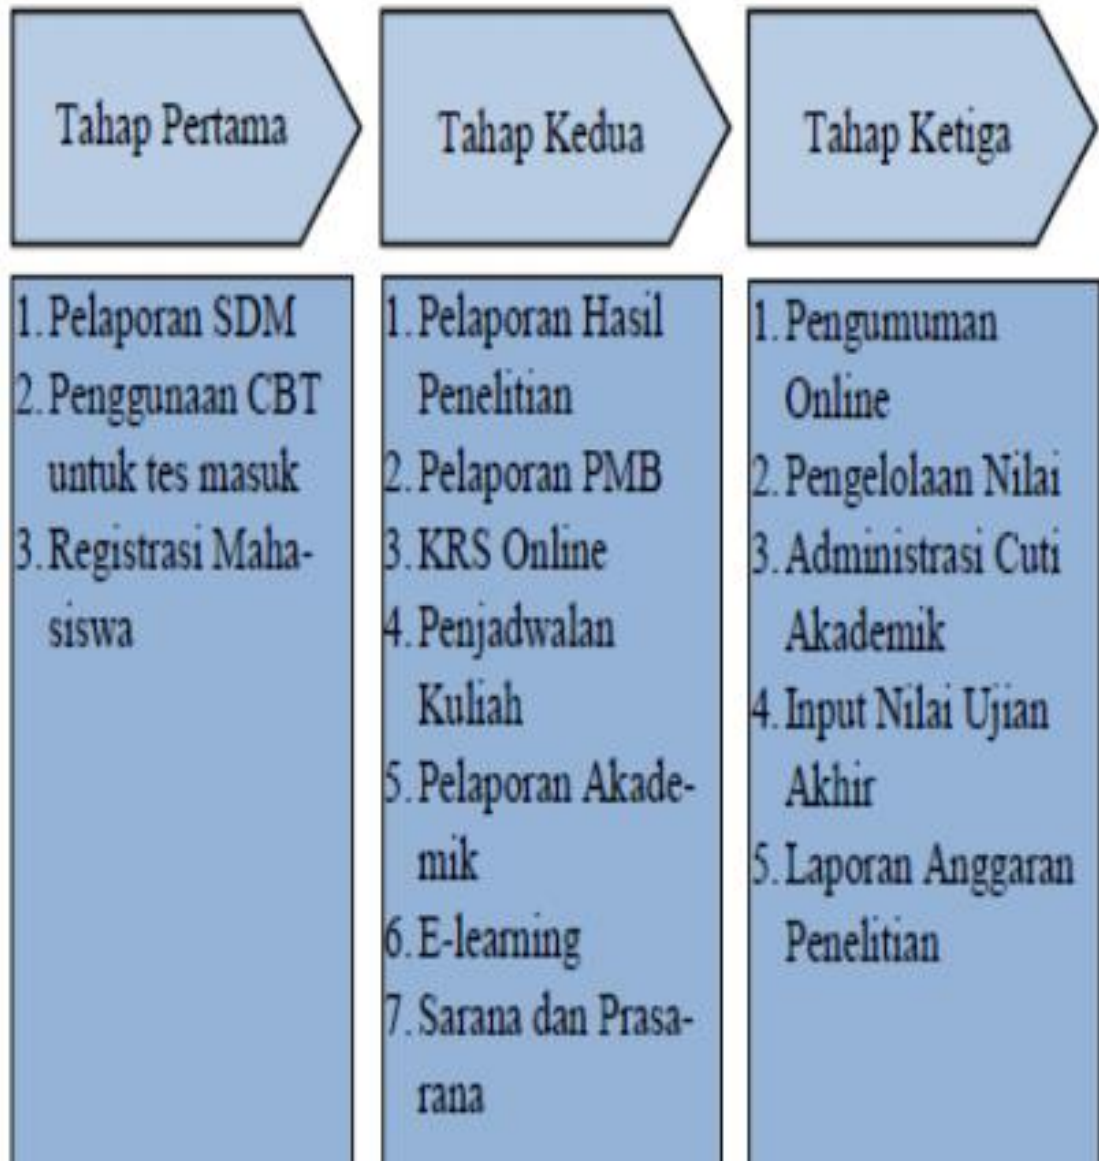 Tahap Pertama
Tahap Kedua
Tahap Ketiga
1. Pelaporan SDM
2. Penggunaan CBT
untuk tes masuk
3. Registrasi Maha-
siswa
1. Pelaporan Hasil
Penelitian
2. Pelaporan PMB
3. KRS Online
4. Penjadwalan
Kuliah
5. Pelaporan Akade-
mik
6. E-learning
7. Sarana dan Prasa-
rana
1. Pengumuman
Online
2. Pengelolaan Nilai
3. Administrasi Cuti
Akademik
4. Input Nilai Ujian
Akhir
5. Laporan Anggaran
Penelitian